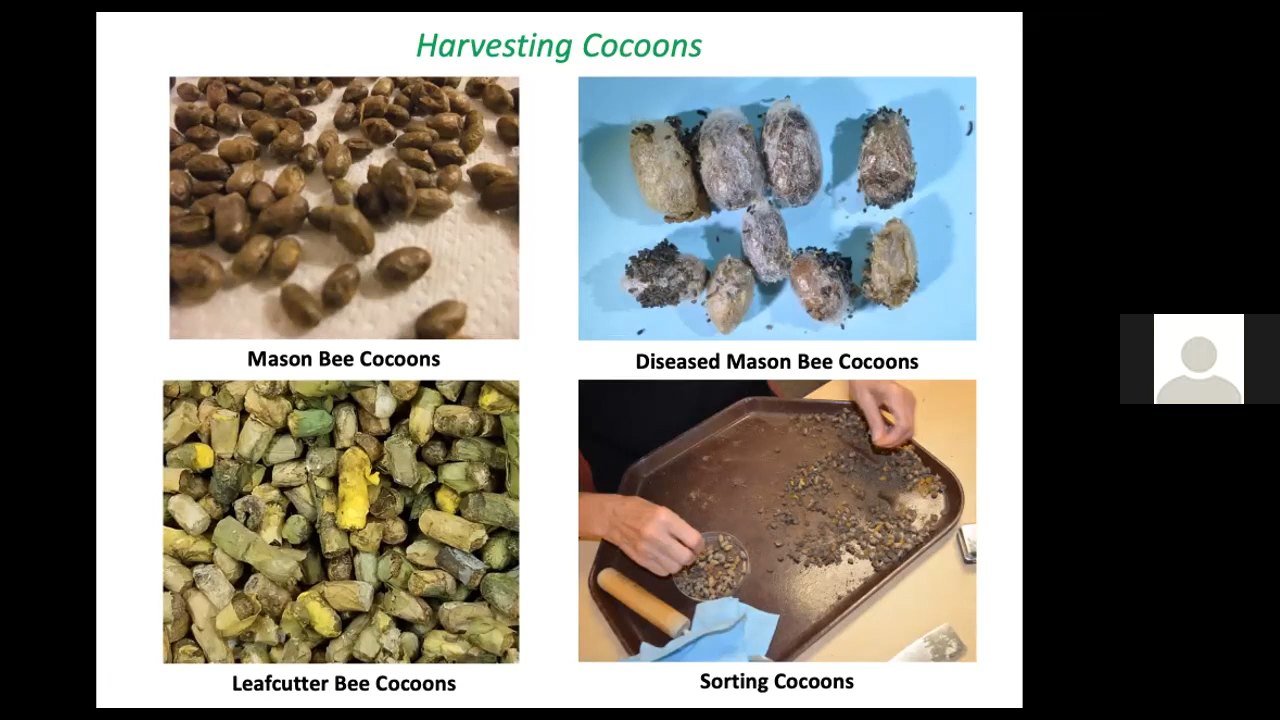 Harvesting Cocoons
Mason Bee Cocoons
Diseased Mason Bee Cocoons
Leafcutter Bee Cocoons
Sorting Cocoons